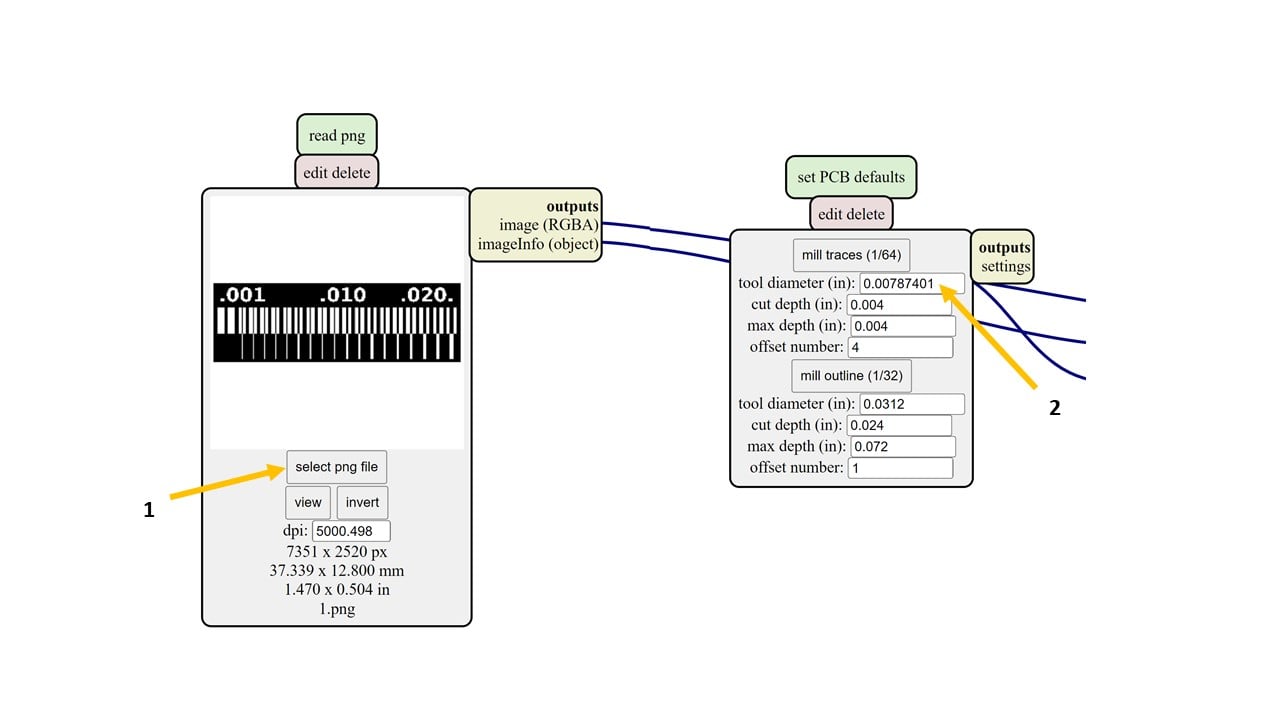 read png
edit delete
outputs
image (RGBA)
imageInfo (object)
.001 .010 .020.
select png file
view invert
dpi: 5000.498
7351 x 2520 px
37.339 x 12.800 mm
1.470 x 0.504 in
1.png
1
set PCB defaults
edit delete
mill traces (1/64)
tool diameter (in): 0.00787401
cut depth (in): 0.004
max depth (in): 0.004
offset number: 4
mill outline (1/32)
tool diameter (in): 0.0312
cut depth (in): 0.024
max depth (in): 0.072
offset number: 1
outputs
settings
2